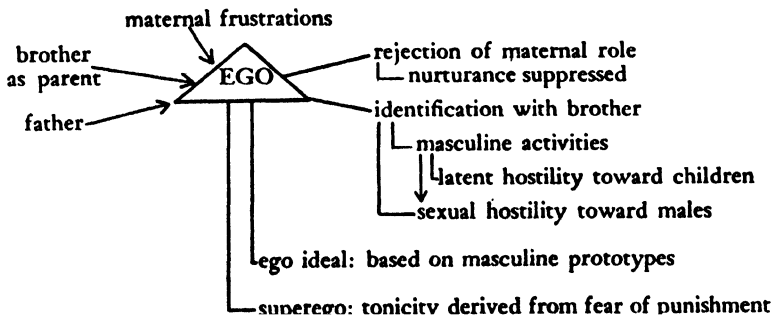 maternal frustrations
brother
as parent
father
EGO
rejection of maternal role
nurturance suppressed
identification with brother
masculine activities
latent hostility toward children
sexual hostility toward males
ego ideal: based on masculine prototypes
superego: tonicity derived from fear of punishment